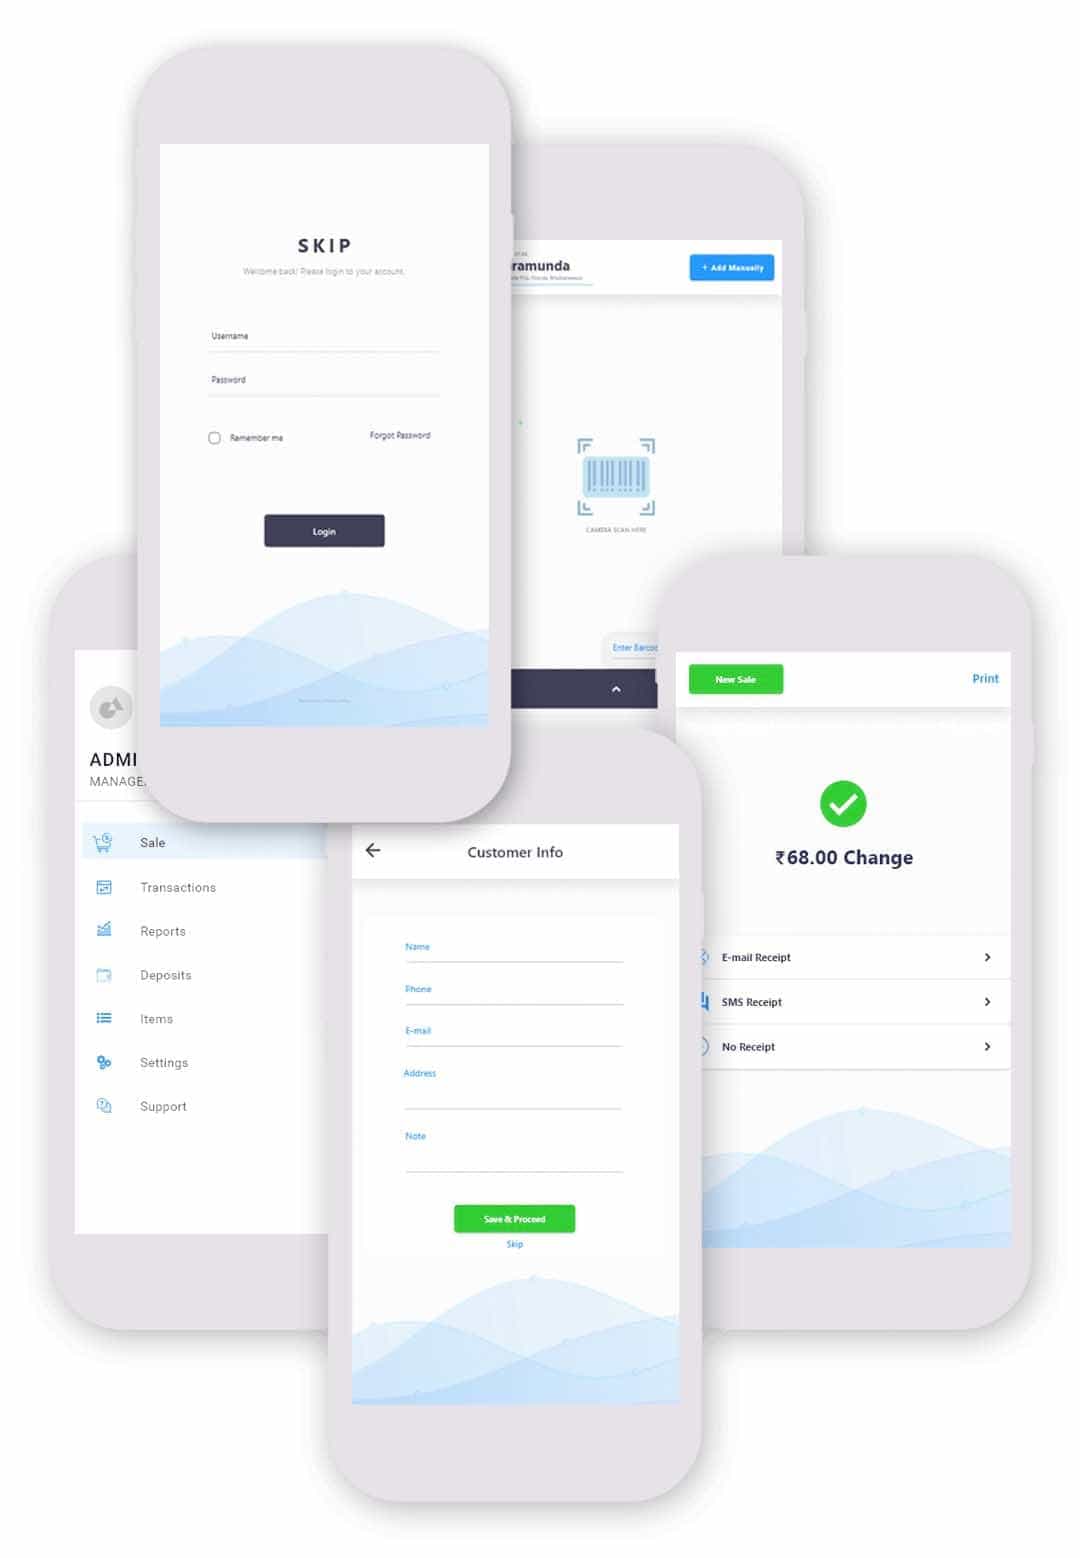 SKIP
Welcome back! Please login to your account.
Username
Password
Remember me
Forgot Password
Login
ramunda
+ Add Manually
CAMERA SCAN HERE
Enter Barcod
ADMI
MANAGE
Sale
Transactions
Reports
Deposits
Items
Settings
Support
Customer Info
Name
Phone
E-mail
Address
Note
Save & Proceed
Skip
New Sale
Print
₹68.00 Change
E-mail Receipt
SMS Receipt
No Receipt